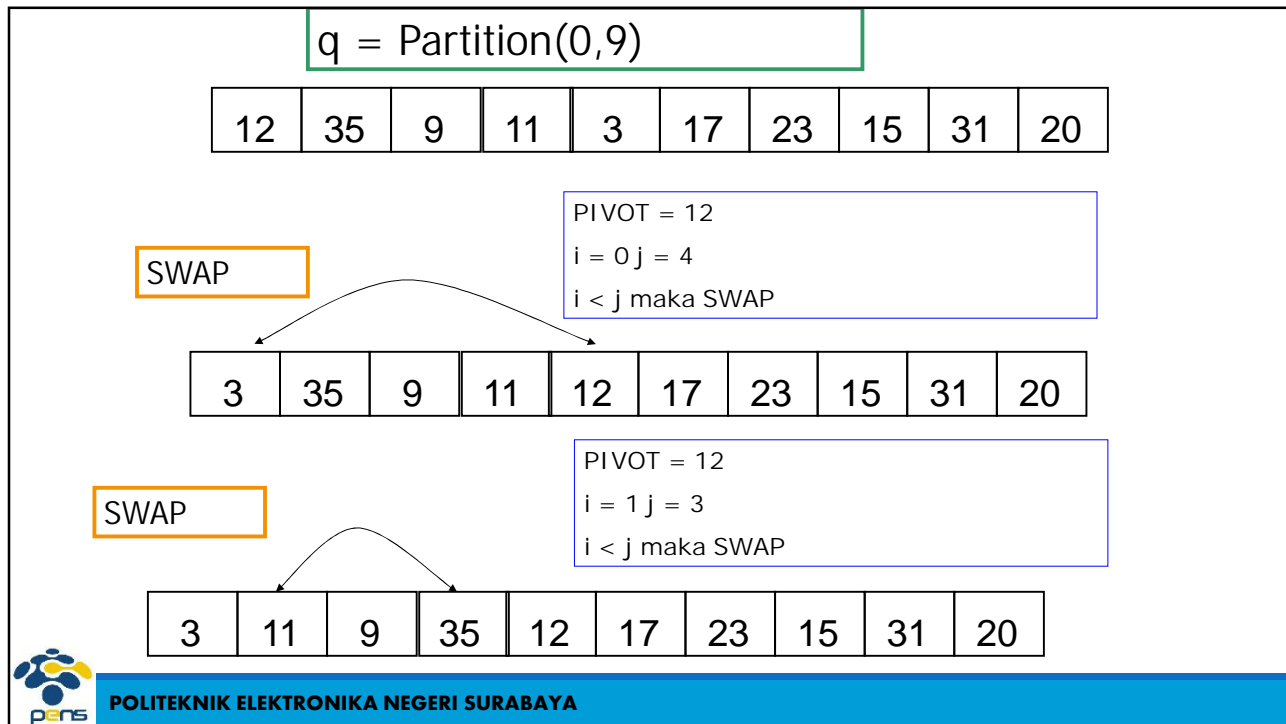 q = Partition(0,9)
12 35 9 11 3 17 23 15 31 20
PIVOT = 12
i = 0 j = 4
i < j maka SWAP
SWAP
3 35 9 11 12 17 23 15 31 20
PIVOT = 12
i = 1 j = 3
i < j maka SWAP
SWAP
3 11 9 35 12 17 23 15 31 20
pens
POLITEKNIK ELEKTRONIKA NEGERI SURABAYA